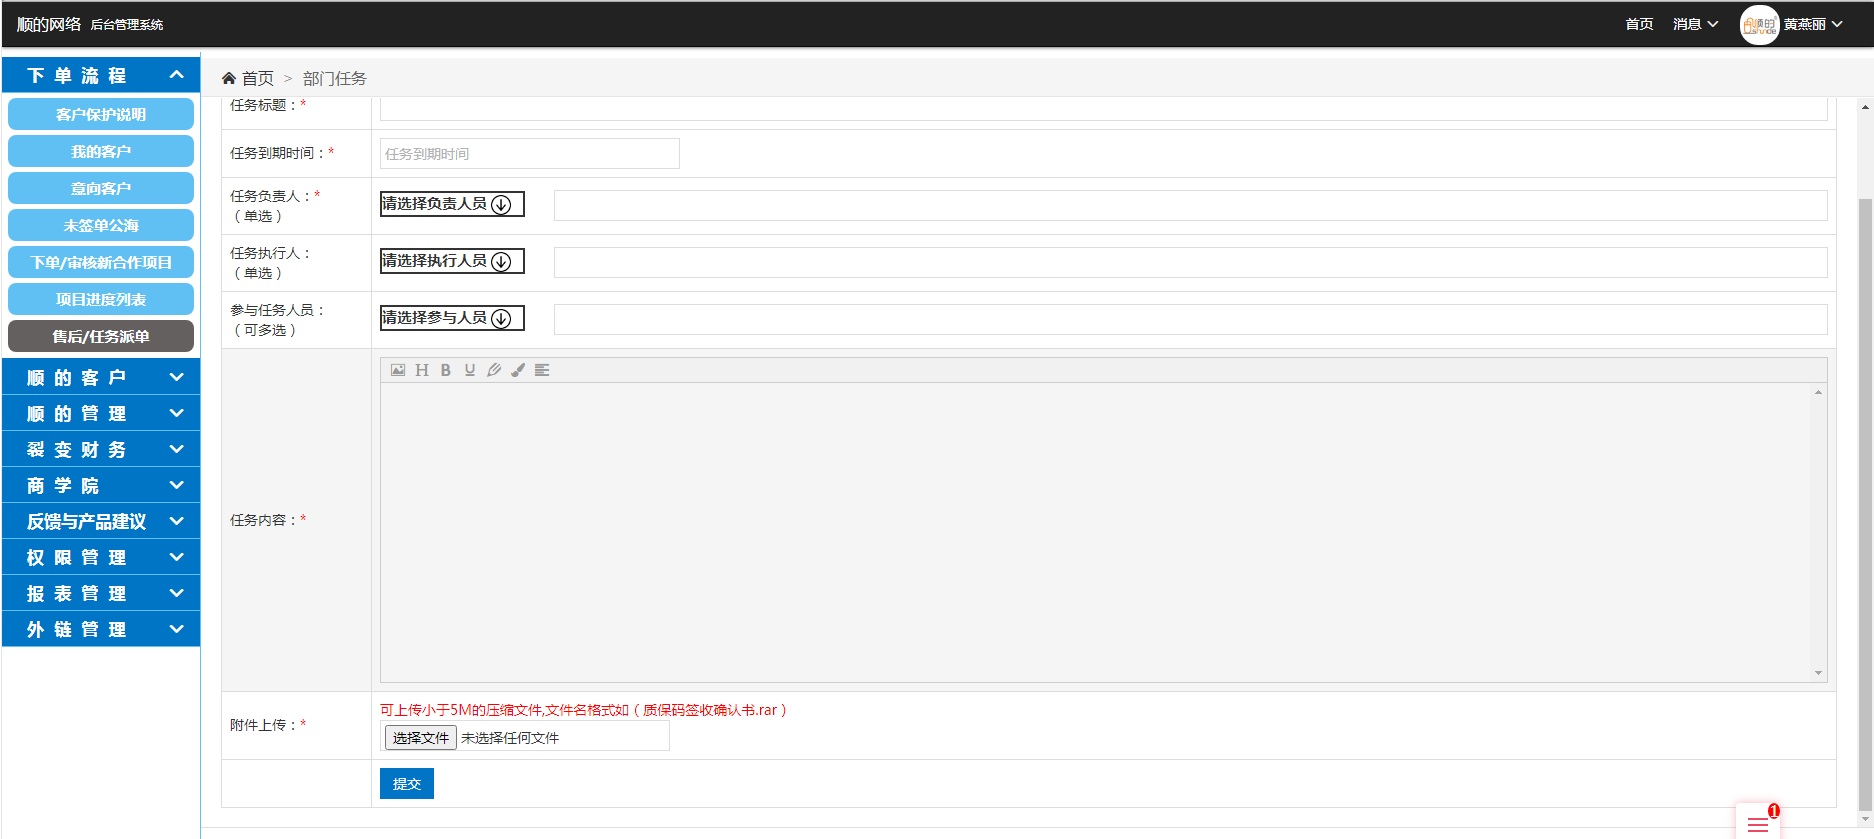 顺的网络 后台管理系统
首页 消息 黄燕丽
下单流程
客户保护说明
我的客户
意向客户
未签单公海
下单/审核新合作项目
项目进度列表
售后/任务派单
顺的客户
顺的管理
裂变财务
商学院
反馈与产品建议
权限管理
报表管理
外链管理
首页 > 部门任务
任务标题：*
任务到期时间：* 任务到期时间
任务负责人：*
（单选）
请选择负责人员
任务执行人：
（单选）
请选择执行人员
参与任务人员：
（可多选）
请选择参与人员
H B U
任务内容：*
附件上传：*
可上传小于5M的压缩文件,文件名格式如（质保码签收确认书.rar）
选择文件 未选择任何文件
提交
1